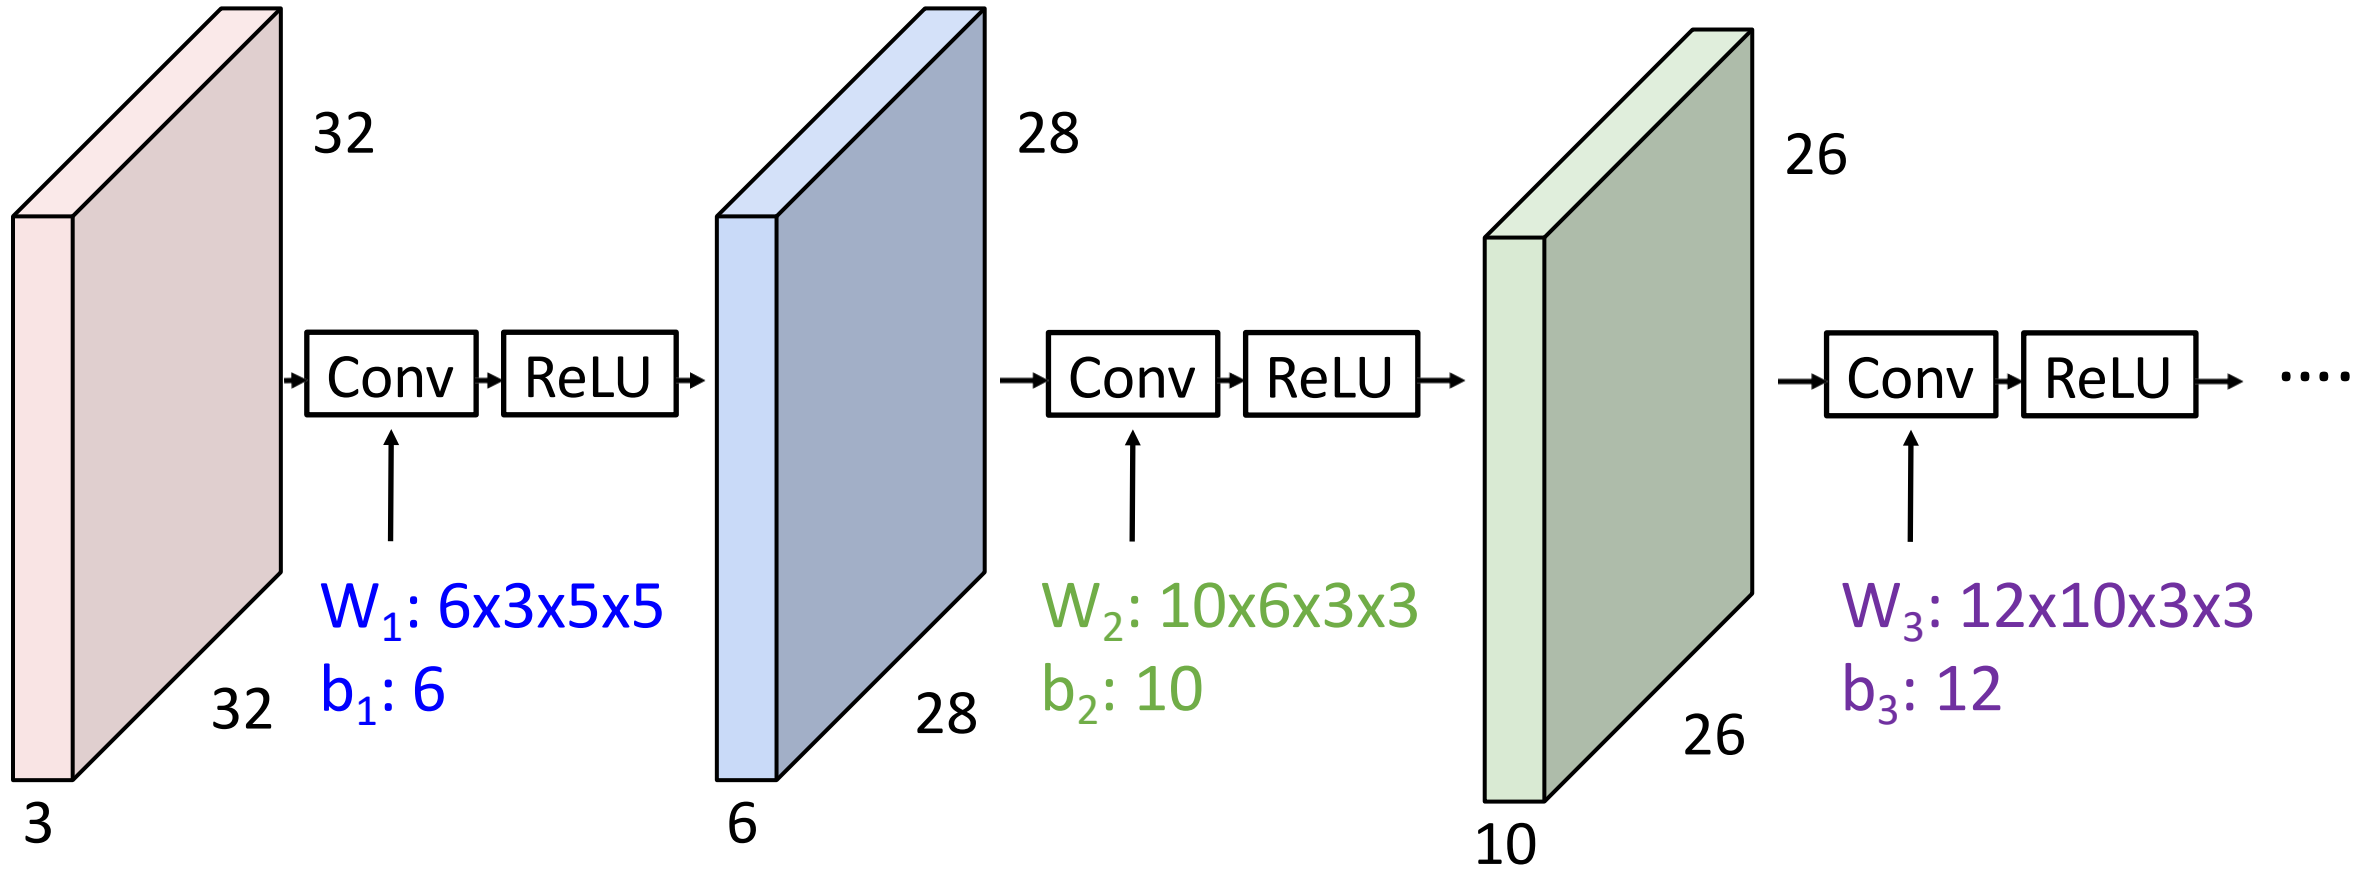 32
32
3
Conv
ReLU
W1: 6x3x5x5
b1: 6
28
28
6
Conv
ReLU
W2: 10x6x3x3
b2: 10
26
26
10
Conv
ReLU
....
W3: 12x10x3x3
b3: 12